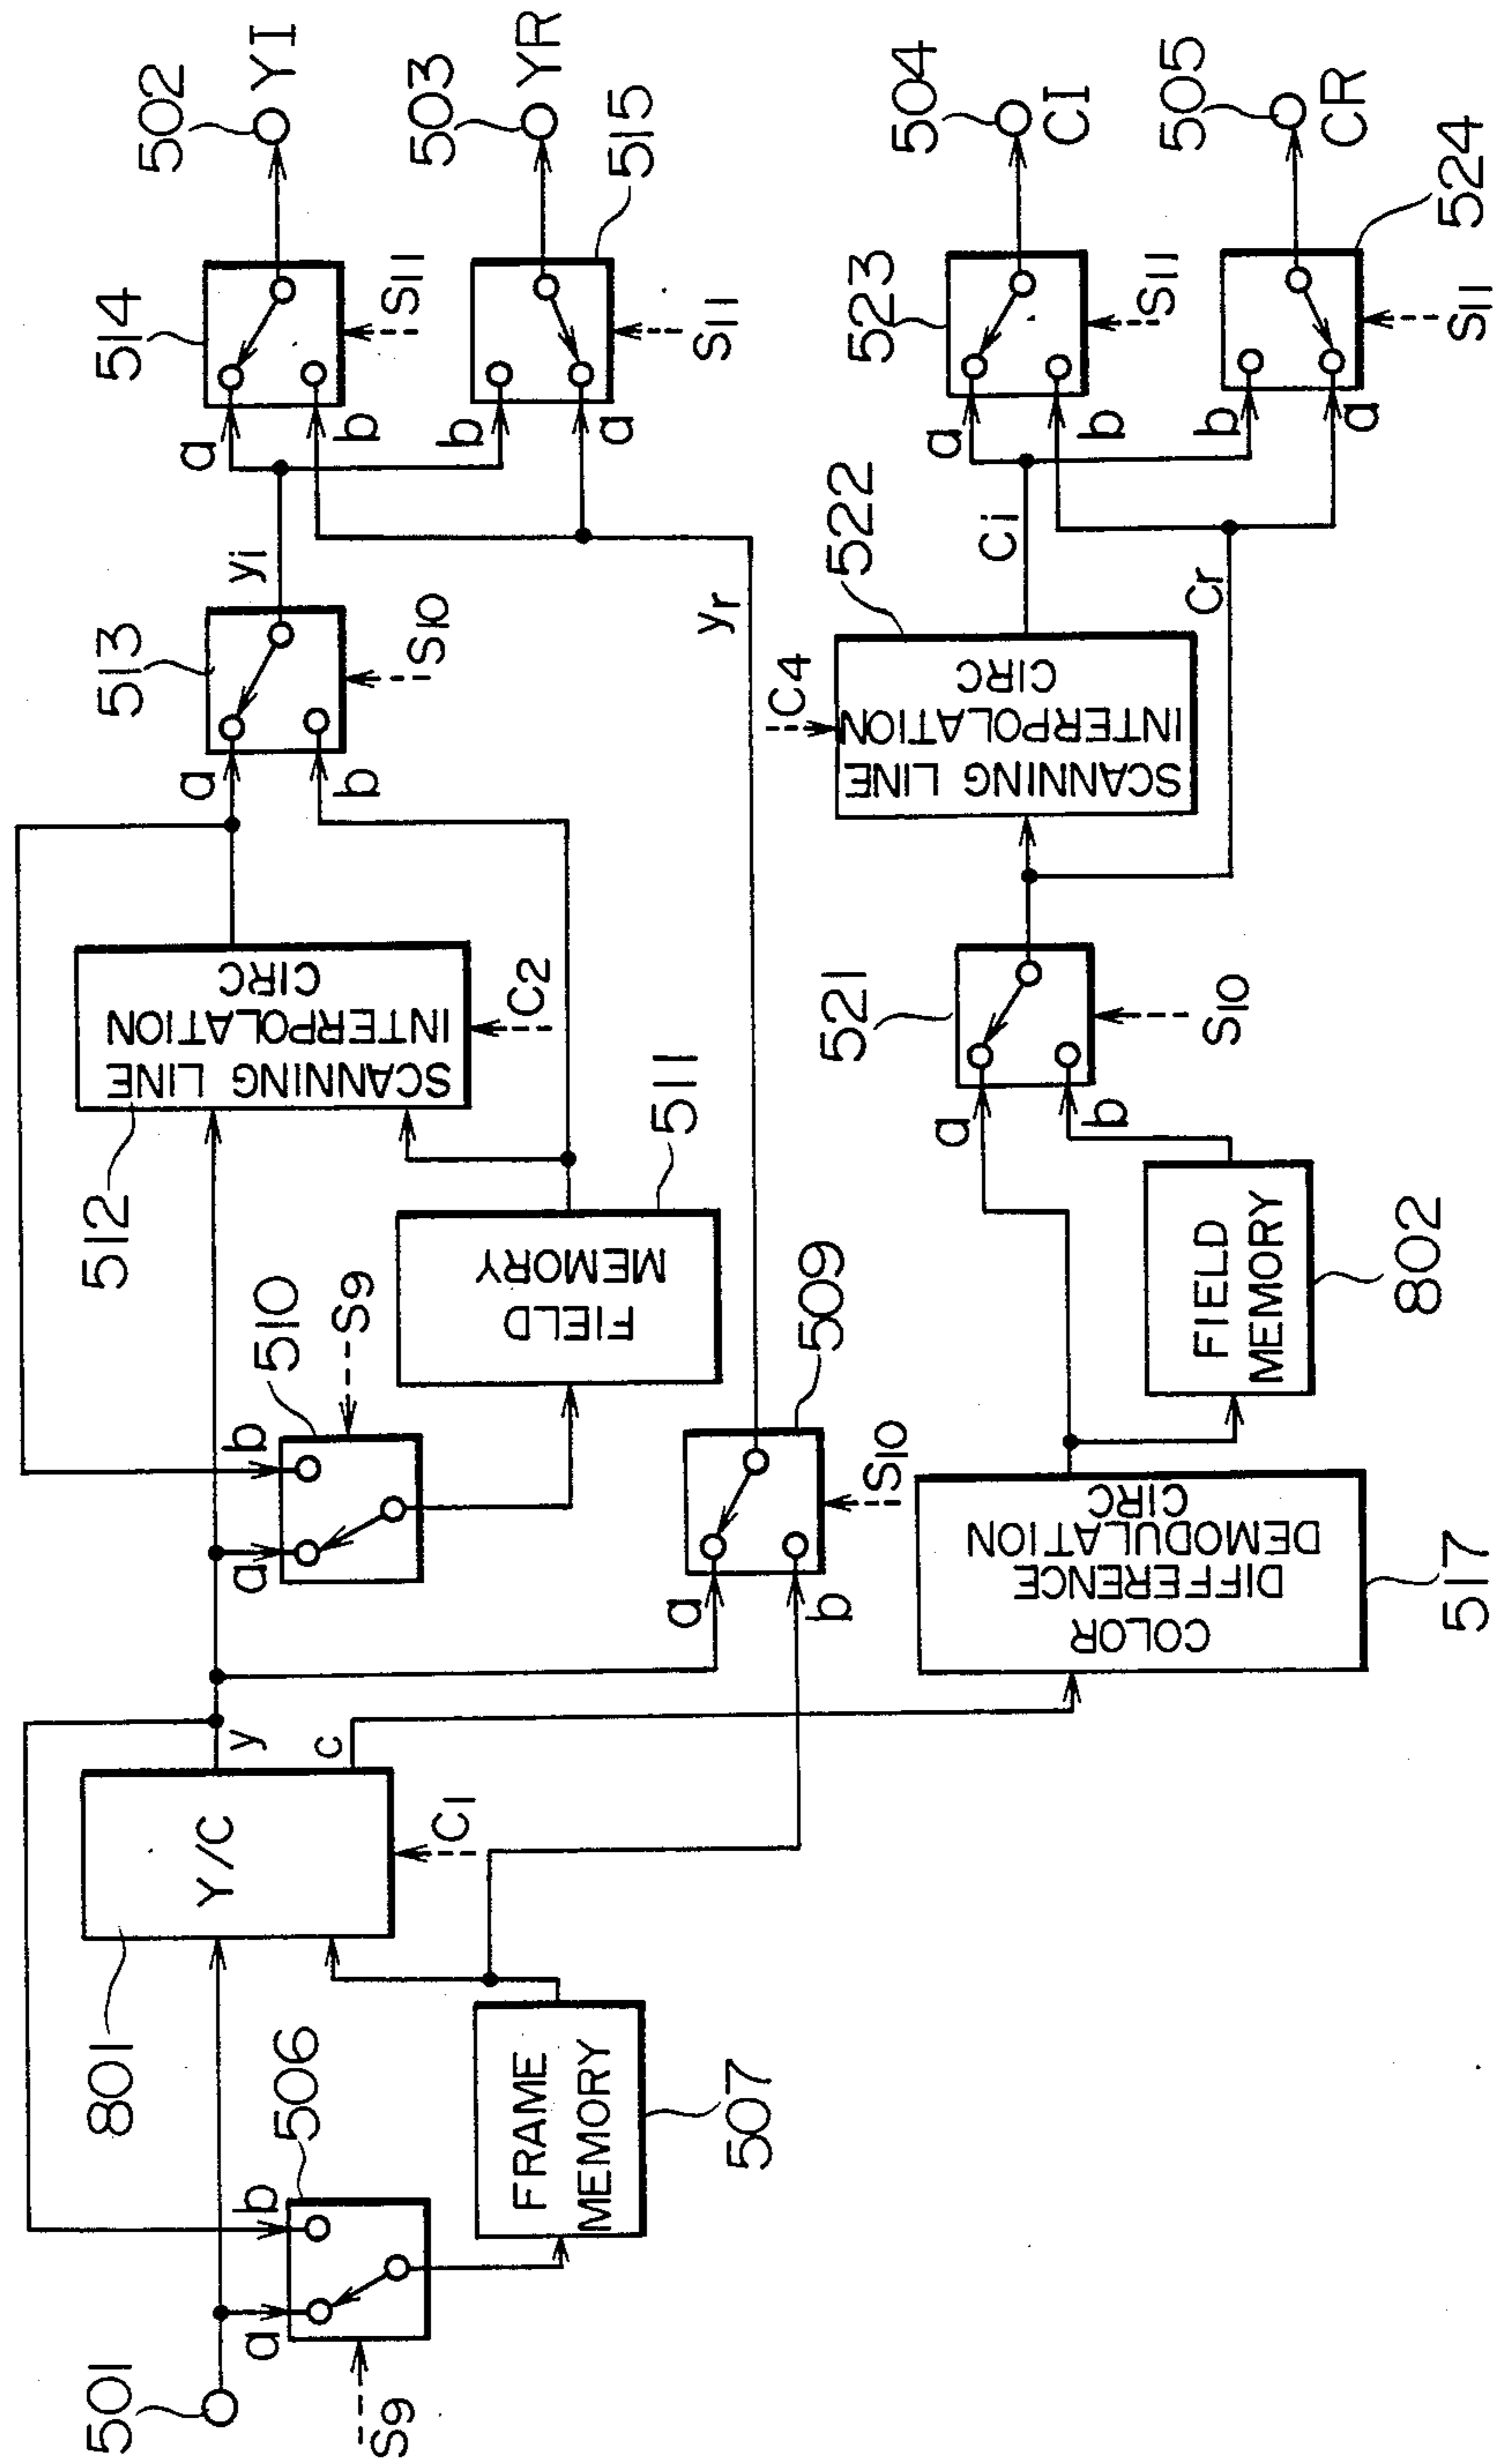 501
S9
a
b
506
801
Y/C
C1
FRAME
MEMORY
507
y
c
a
b
510
S9
512
SCANNING LINE
INTERPOLATION
CIRC
C2
FIELD
MEMORY
511
a
b
509
S10
a
b
513
S10
yi
yr
a
b
514
S11
502
YI
b
a
515
S11
503
YR
COLOR
DIFFERENCE
DEMODULATION
CIRC
517
FIELD
MEMORY
802
a
b
521
S10
C4
SCANNING LINE
INTERPOLATION
CIRC
522
Ci
Cr
a
b
523
S11
504
CI
b
a
524
S11
505
CR